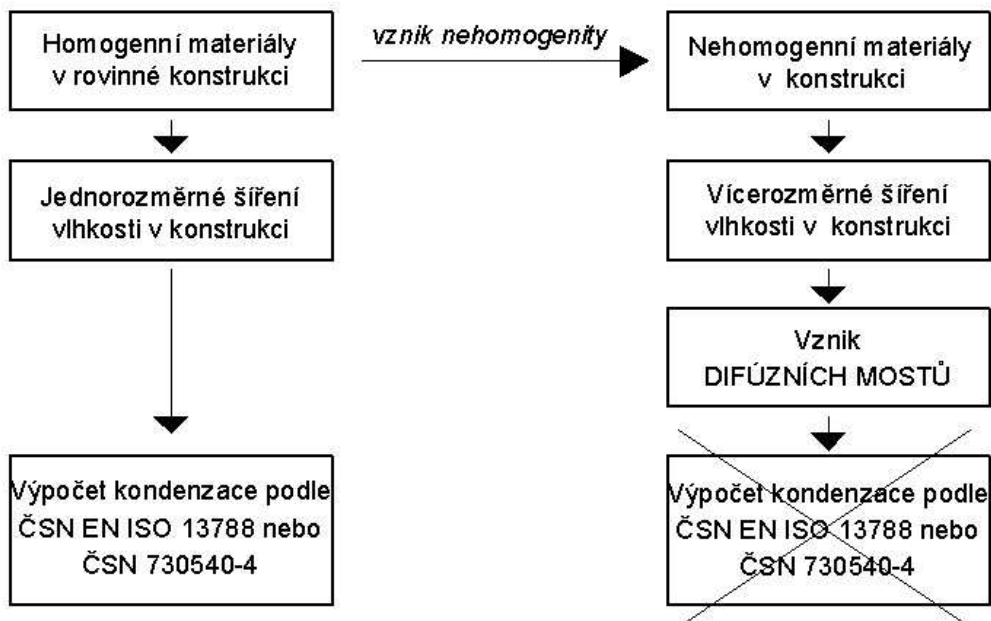 Homogenní materiály
v rovinné konstrukci
vznik nehomogenity
Nehomogenní materiály
v konstrukci
Jednorozměrné šíření
vlhkosti v konstrukci
Vícerozměrné šíření
vlhkosti v konstrukci
Vznik
DIFÚZNÍCH MOSTŮ
Výpočet kondenzace podle
ČSN EN ISO 13788 nebo
ČSN 730540-4
Výpočet kondenzace podle
ČSN EN ISO 13788 nebo
ČSN 730540-4